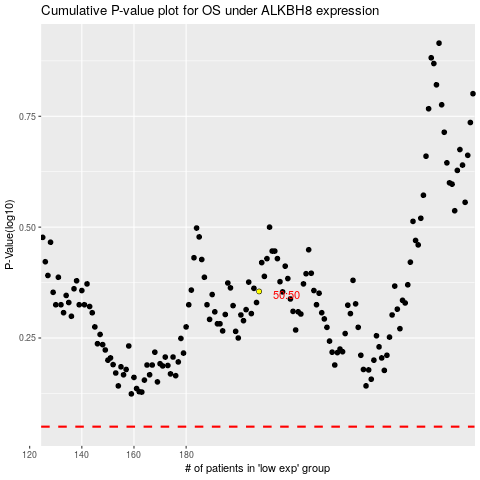 Cumulative P-value plot for OS under ALKBH8 expression
P-Value(log10)
0.75
0.50
0.25
50:50
120 140 160 180
# of patients in 'low exp' group